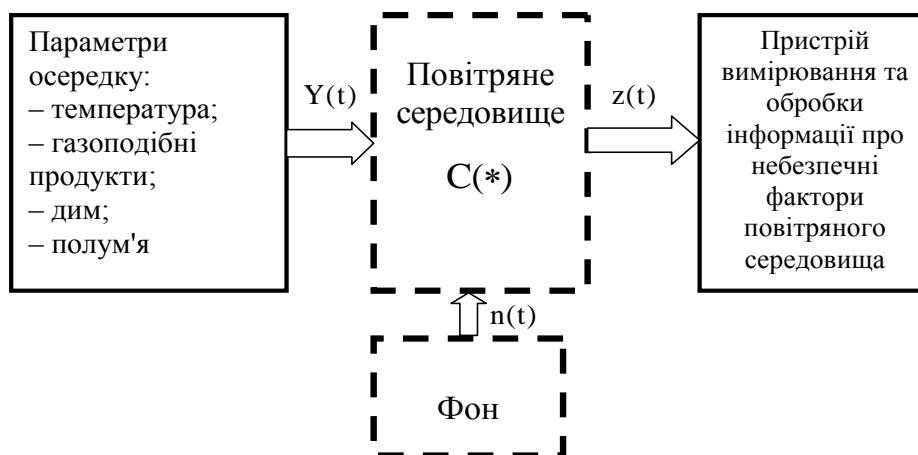 Параметри
осередку:
– температура;
– газоподібні
продукти;
– дим;
– полум'я
Y(t)
Повітряне
середовище
C(*)
z(t)
Пристрій
вимірювання та
обробки
інформації про
небезпечні
фактори
повітряного
середовища
n(t)
Фон